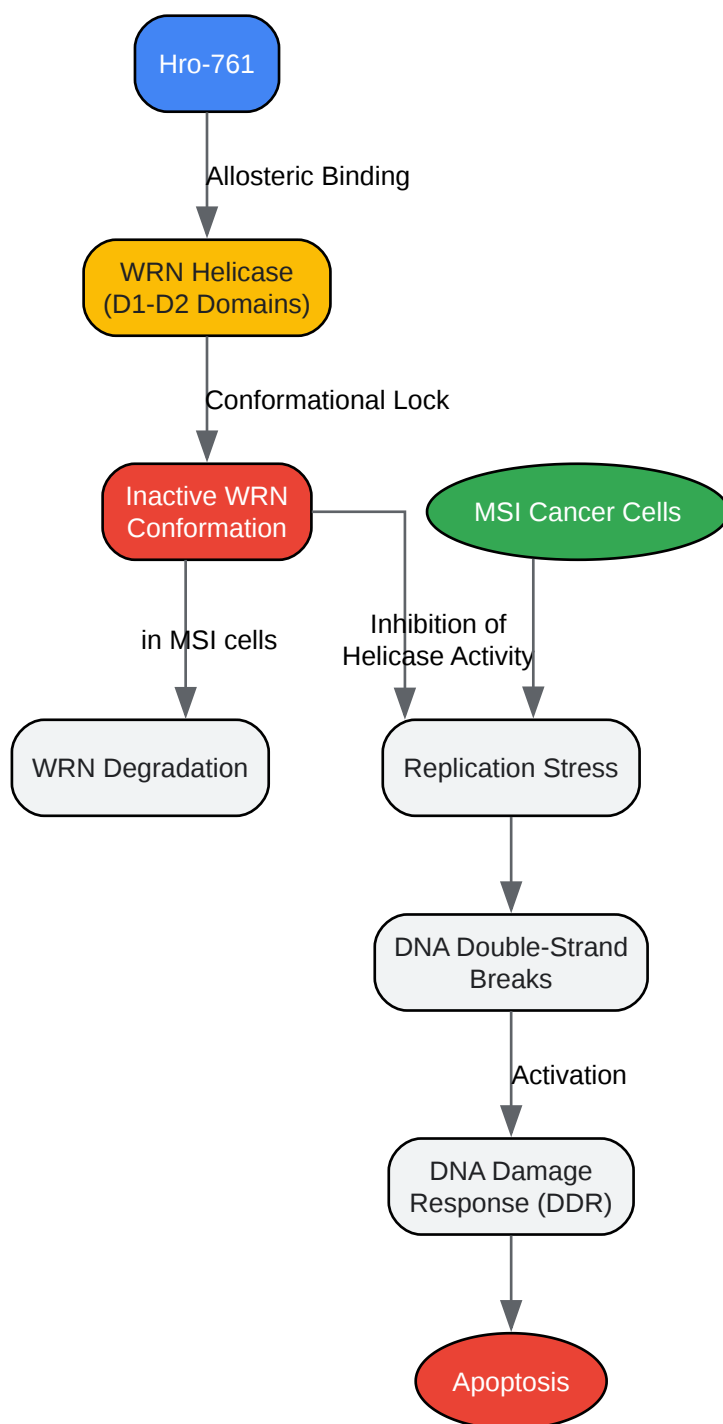 Hro-761
Allosteric Binding
WRN Helicase
(D1-D2 Domains)
Conformational Lock
Inactive WRN
Conformation
MSI Cancer Cells
in MSI cells
Inhibition of
Helicase Activity
WRN Degradation
Replication Stress
DNA Double-Strand
Breaks
Activation
DNA Damage
Response (DDR)
Apoptosis